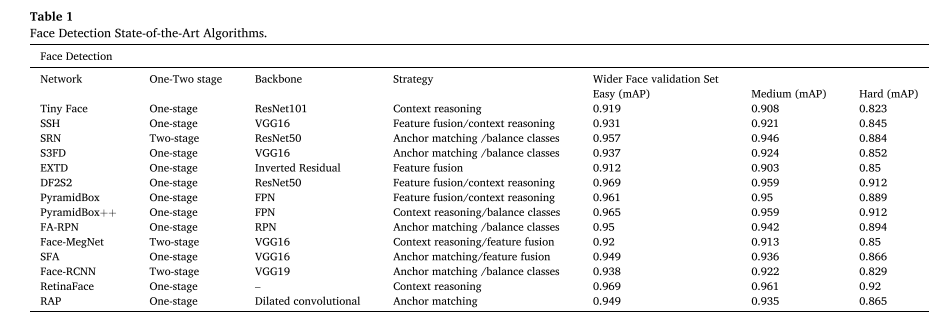 Table 1
Face Detection State-of-the-Art Algorithms.
Face Detection
Network One-Two stage Backbone Strategy Wider Face validation Set
Easy (mAP) Medium (mAP) Hard (mAP)
Tiny Face One-stage ResNet101 Context reasoning 0.919 0.908 0.823
SSH One-stage VGG16 Feature fusion/context reasoning 0.931 0.921 0.845
SRN Two-stage ResNet50 Anchor matching /balance classes 0.957 0.946 0.884
S3FD One-stage VGG16 Anchor matching /balance classes 0.937 0.924 0.852
EXTD One-stage Inverted Residual Feature fusion 0.912 0.903 0.85
DF2S2 One-stage ResNet50 Feature fusion/context reasoning 0.969 0.959 0.912
PyramidBox One-stage FPN Feature fusion/context reasoning 0.961 0.95 0.889
PyramidBox++ One-stage FPN Context reasoning/balance classes 0.965 0.959 0.912
FA-RPN One-stage RPN Anchor matching /balance classes 0.95 0.942 0.894
Face-MegNet Two-stage VGG16 Context reasoning/feature fusion 0.92 0.913 0.85
SFA One-stage VGG16 Anchor matching/feature fusion 0.949 0.936 0.866
Face-RCNN Two-stage VGG19 Anchor matching /balance classes 0.938 0.922 0.829
RetinaFace One-stage – Context reasoning 0.969 0.961 0.92
RAP One-stage Dilated convolutional Anchor matching 0.949 0.935 0.865